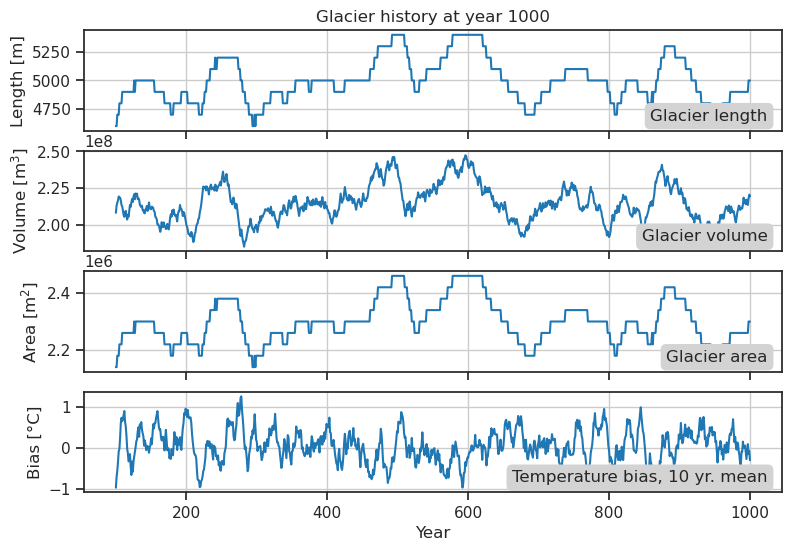 Glacier history at year 1000
Length [m]
5250
5000
4750
Glacier length
1e8
Volume [m³]
2.50
2.25
2.00
Glacier volume
1e6
Area [m²]
2.4
2.2
Glacier area
Bias [°C]
1
0
−1
Temperature bias, 10 yr. mean
200 400 600 800 1000
Year